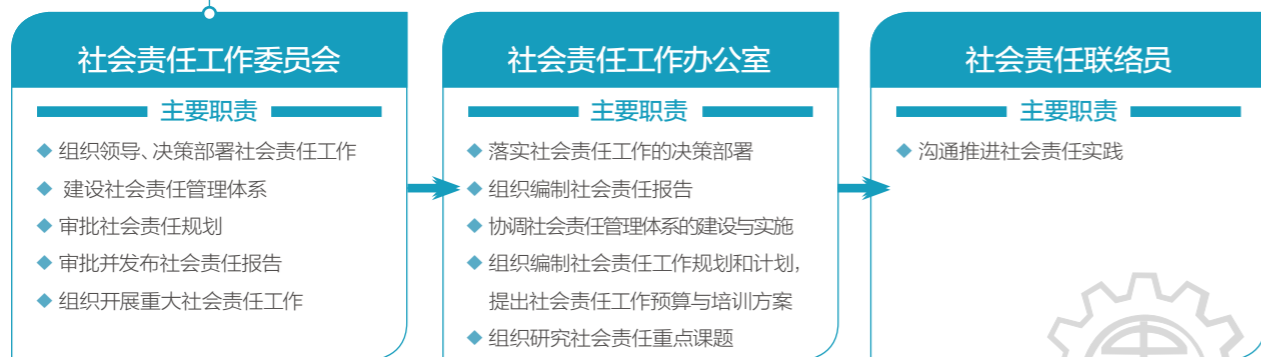 社会责任工作委员会
主要职责
◆ 组织领导、决策部署社会责任工作
◆ 建设社会责任管理体系
◆ 审批社会责任规划
◆ 审批并发布社会责任报告
◆ 组织开展重大社会责任工作
社会责任工作办公室
主要职责
◆ 落实社会责任工作的决策部署
◆ 组织编制社会责任报告
◆ 协调社会责任管理体系的建设与实施
◆ 组织编制社会责任工作规划和计划，
提出社会责任工作预算与培训方案
◆ 组织研究社会责任重点课题
社会责任联络员
主要职责
◆ 沟通推进社会责任实践